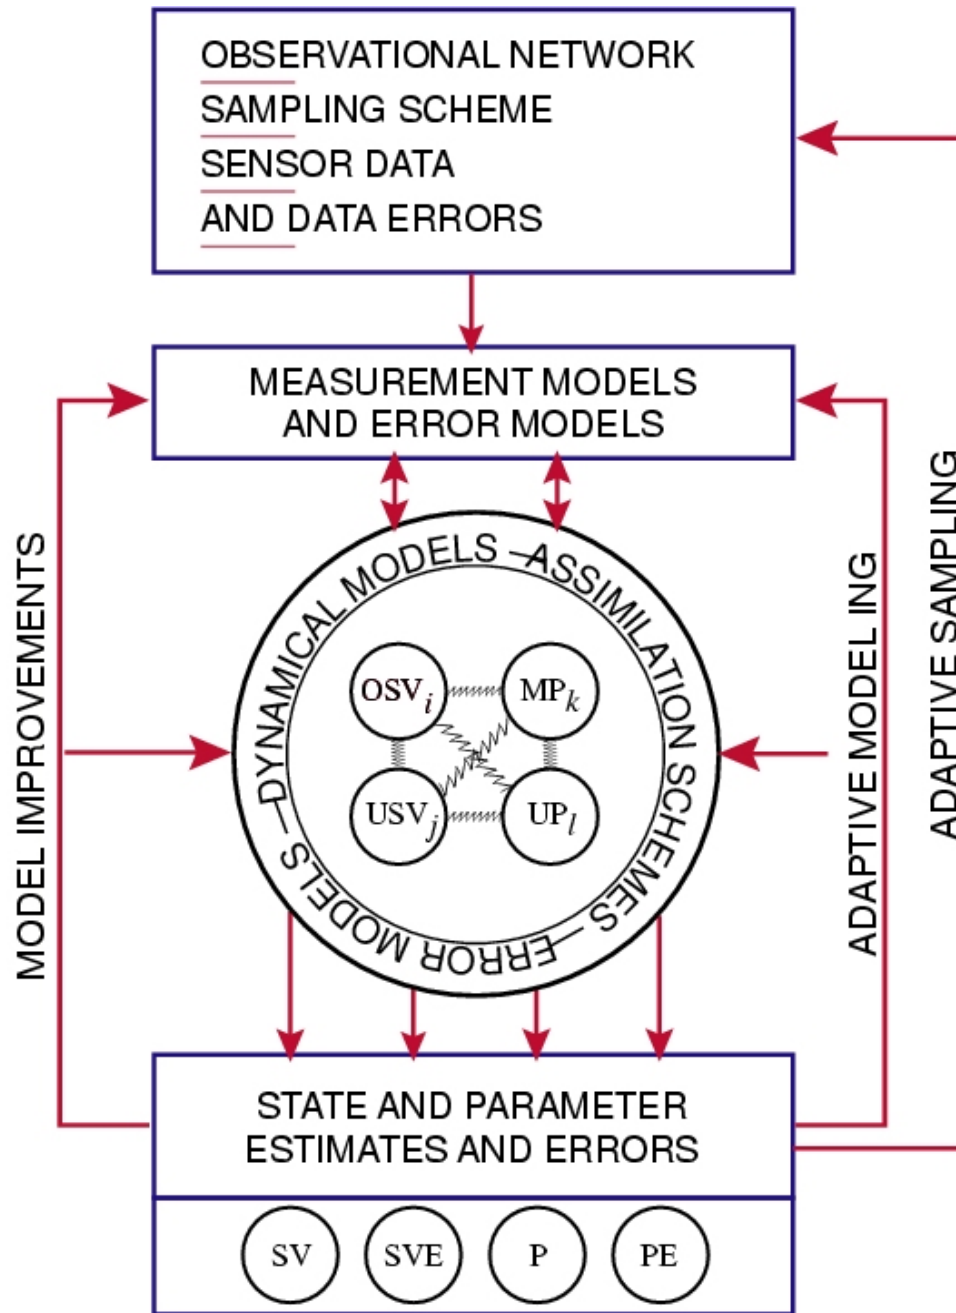 OBSERVATIONAL NETWORK
SAMPLING SCHEME
SENSOR DATA
AND DATA ERRORS
MEASUREMENT MODELS
AND ERROR MODELS
MODEL IMPROVEMENTS
DYNAMICAL MODELS — ASSIMILATION SCHEMES — ERROR MODELS —
OSVi
MPk
USVj
UPl
ADAPTIVE MODEL ING
ADAPTIVE SAMPLING
STATE AND PARAMETER
ESTIMATES AND ERRORS
SV
SVE
P
PE